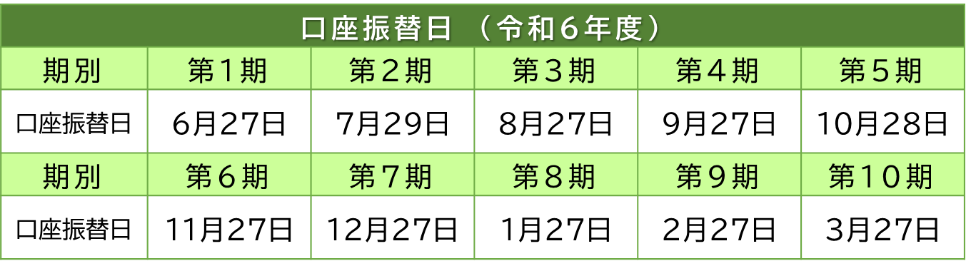 口座振替日 （令和６年度）
期別 第１期 第２期 第３期 第４期 第５期
口座振替日 6月27日 7月29日 8月27日 9月27日 10月28日
期別 第６期 第７期 第８期 第９期 第１０期
口座振替日 11月27日 12月27日 1月27日 2月27日 3月27日